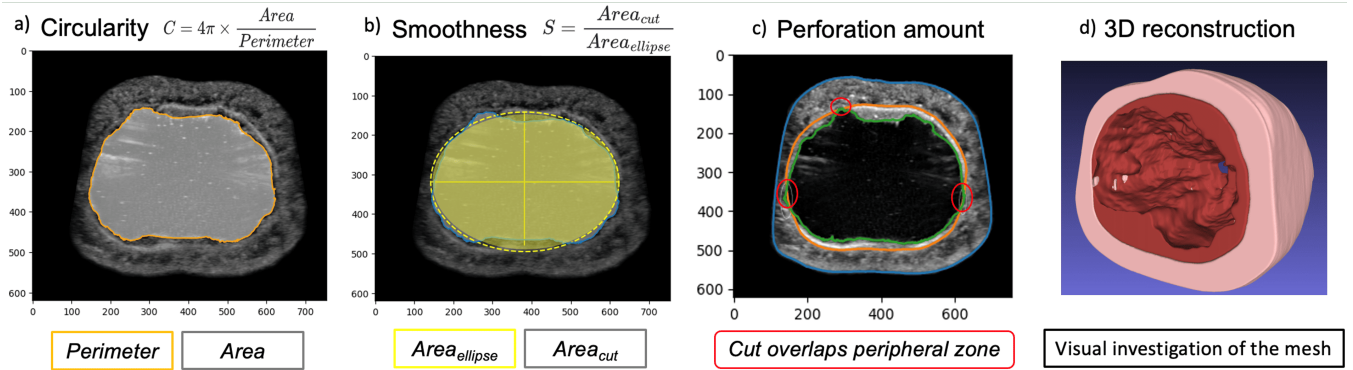 a) Circularity C = 4π × Area / Perimeter
b) Smoothness S = Area_cut / Area_ellipse
c) Perforation amount
d) 3D reconstruction
0
100
200
300
400
500
600
0 100 200 300 400 500 600 700
0
100
200
300
400
500
600
0 100 200 300 400 500 600 700
0
100
200
300
400
500
600
200 400 600
Perimeter
Area
Area_ellipse
Area_cut
Cut overlaps peripheral zone
Visual investigation of the mesh